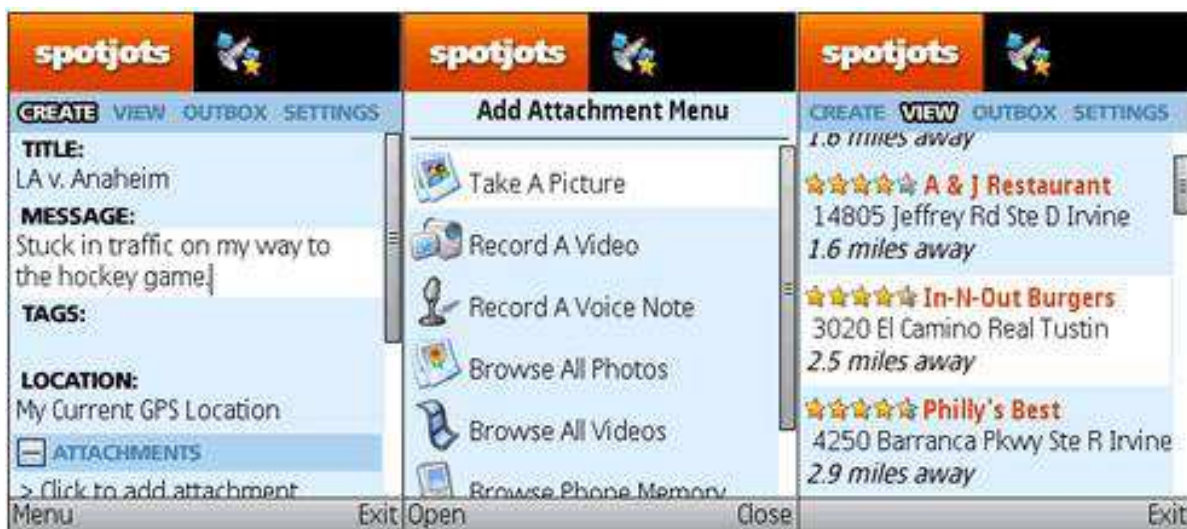 spotjots
CREATE VIEW OUTBOX SETTINGS
TITLE:
LA v. Anaheim
MESSAGE:
Stuck in traffic on my way to
the hockey game.
TAGS:
LOCATION:
My Current GPS Location
ATTACHMENTS
> Click to add attachment
Menu Exit
spotjots
Add Attachment Menu
Take A Picture
Record A Video
Record A Voice Note
Browse All Photos
Browse All Videos
Browse Phone Memory
Open Close
spotjots
CREATE VIEW OUTBOX SETTINGS
1.6 miles away
A & J Restaurant
14805 Jeffrey Rd Ste D Irvine
1.6 miles away
In-N-Out Burgers
3020 El Camino Real Tustin
2.5 miles away
Philly's Best
4250 Barranca Pkwy Ste R Irvine
2.9 miles away
Exit